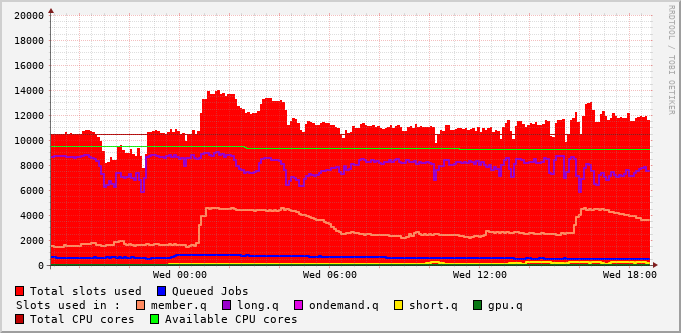 RRDTOOL / TOBI OETIKER
20000
18000
16000
14000
12000
10000
8000
6000
4000
2000
0
Wed 00:00 Wed 06:00 Wed 12:00 Wed 18:00
Total slots used Queued Jobs
Slots used in : member.q long.q ondemand.q short.q gpu.q
Total CPU cores Available CPU cores